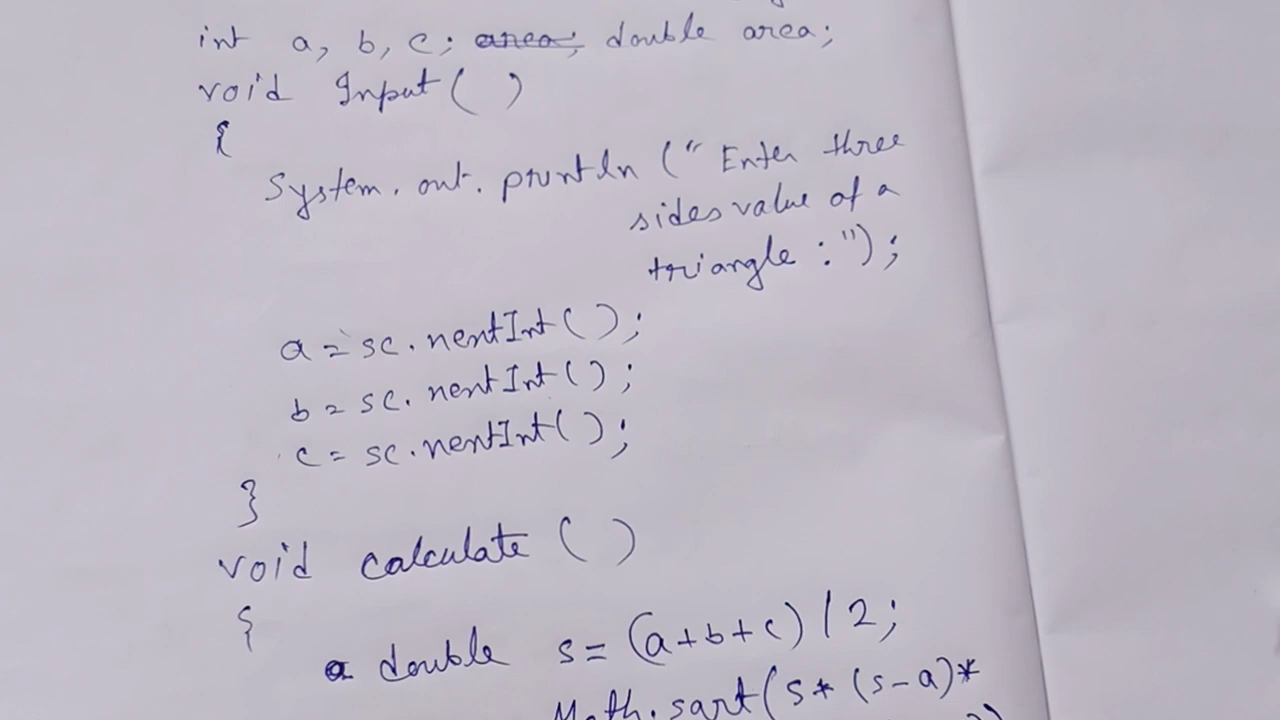 int a, b, c; area; double area;
void Input( )
{
System.out.println (" Enter three
sides value of a
triangle :");
a = sc.nextInt( );
b = sc.nextInt( );
c = sc.nextInt( );
}
void calculate ( )
{
double s= (a+b+c) / 2;
Math.sqrt(s* (s-a)*